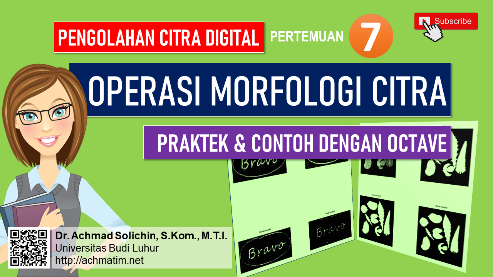 PENGOLAHAN CITRA DIGITAL PERTEMUAN 7
Subscribe
OPERASI MORFOLOGI CITRA
PRAKTEK & CONTOH DENGAN OCTAVE
Bravo
Bravo
Bravo
Dr. Achmad Solichin, S.Kom., M.T.I.
Universitas Budi Luhur
http://achmatim.net